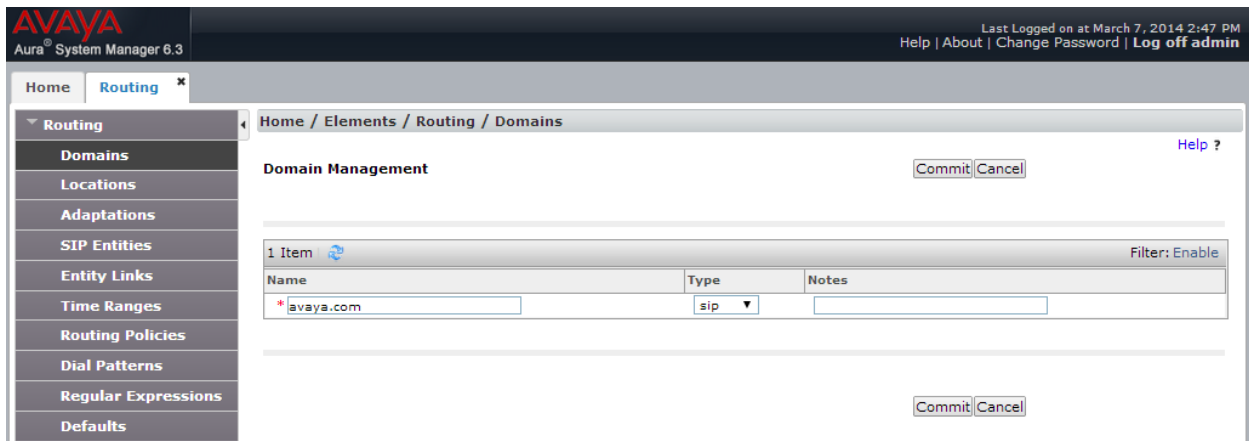 AVAYA
Aura® System Manager 6.3
Last Logged on at March 7, 2014 2:47 PM
Help | About | Change Password | Log off admin
Home
Routing ×
Routing
Domains
Locations
Adaptations
SIP Entities
Entity Links
Time Ranges
Routing Policies
Dial Patterns
Regular Expressions
Defaults
Home / Elements / Routing / Domains
Help ?
Domain Management
Commit Cancel
1 Item
Filter: Enable
Name Type Notes
* avaya.com sip
Commit Cancel